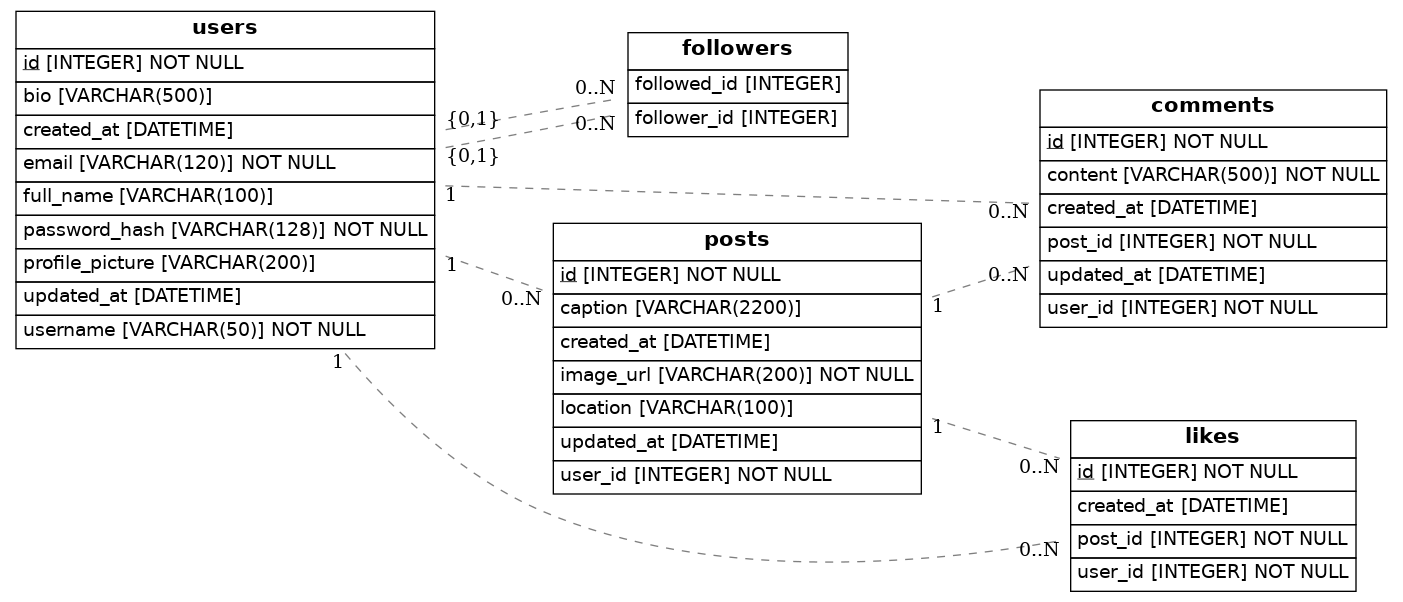 users
id [INTEGER] NOT NULL
bio [VARCHAR(500)]
created_at [DATETIME]
email [VARCHAR(120)] NOT NULL
full_name [VARCHAR(100)]
password_hash [VARCHAR(128)] NOT NULL
profile_picture [VARCHAR(200)]
updated_at [DATETIME]
username [VARCHAR(50)] NOT NULL
{0,1}
0..N
{0,1}
0..N
1
0..N
1
0..N
1
0..N
followers
followed_id [INTEGER]
follower_id [INTEGER]
posts
id [INTEGER] NOT NULL
caption [VARCHAR(2200)]
created_at [DATETIME]
image_url [VARCHAR(200)] NOT NULL
location [VARCHAR(100)]
updated_at [DATETIME]
user_id [INTEGER] NOT NULL
1
0..N
1
0..N
comments
id [INTEGER] NOT NULL
content [VARCHAR(500)] NOT NULL
created_at [DATETIME]
post_id [INTEGER] NOT NULL
updated_at [DATETIME]
user_id [INTEGER] NOT NULL
likes
id [INTEGER] NOT NULL
created_at [DATETIME]
post_id [INTEGER] NOT NULL
user_id [INTEGER] NOT NULL